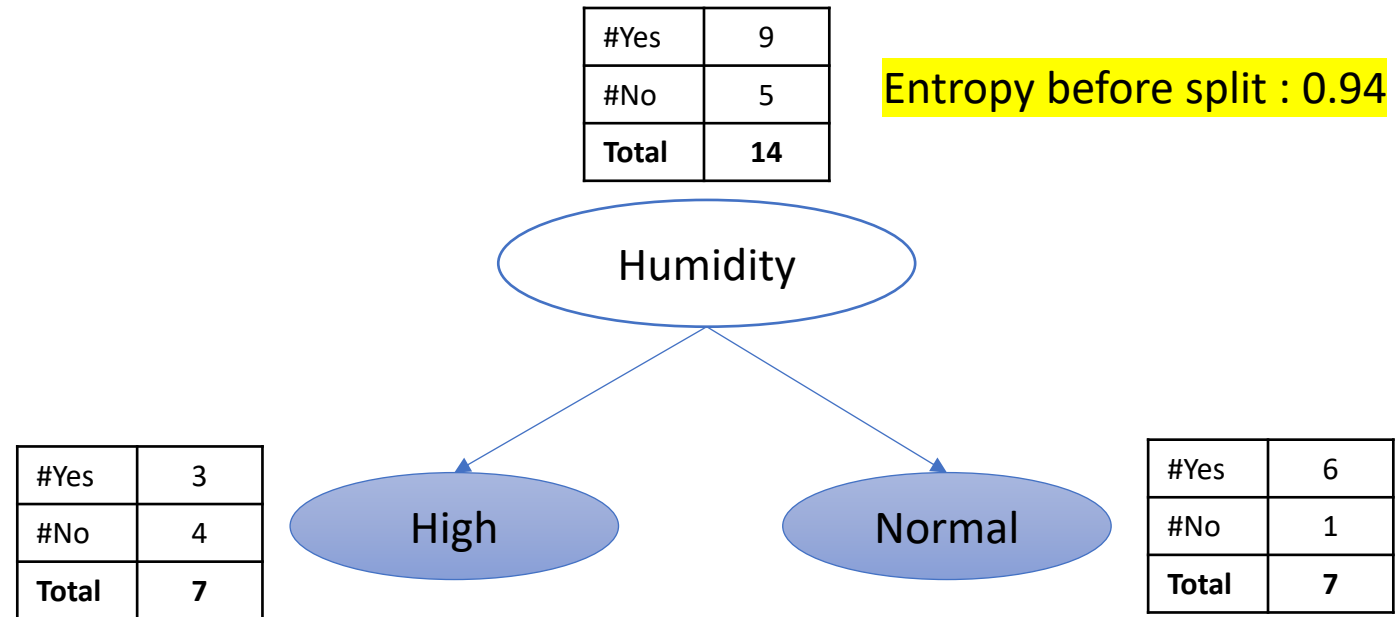 #Yes 9
#No 5
Total 14
Entropy before split : 0.94
Humidity
#Yes 3
#No 4
Total 7
High
Normal
#Yes 6
#No 1
Total 7